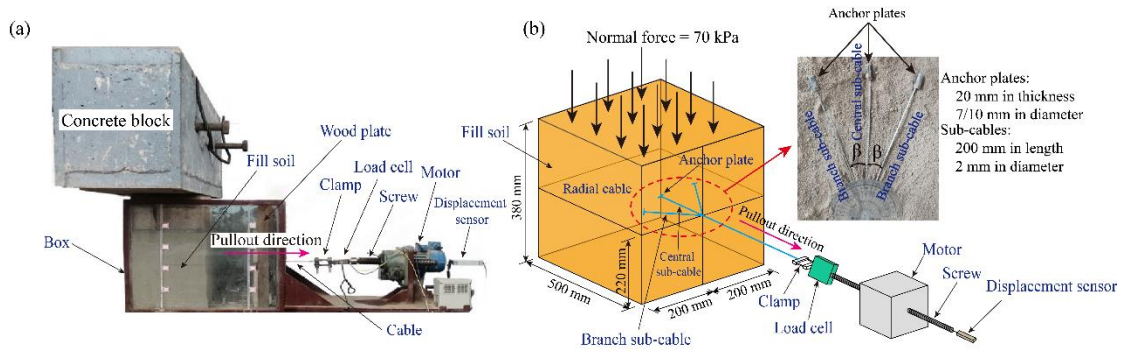 (a)
Concrete block
Wood plate
Fill soil
Load cell
Clamp
Motor
Screw
Displacement
sensor
Pullout direction
Box
Cable
(b)
Normal force = 70 kPa
Fill soil
Anchor plate
Radial cable
380 mm
Central
sub-cable
Pullout direction
220 mm
500 mm
200 mm
200 mm
Branch sub-cable
Clamp
Load cell
Motor
Screw
Displacement sensor
Anchor plates
Branch sub-cable
Central sub-cable
Branch sub-cable
β
β
Anchor plates:
20 mm in thickness
7/10 mm in diameter
Sub-cables:
200 mm in length
2 mm in diameter